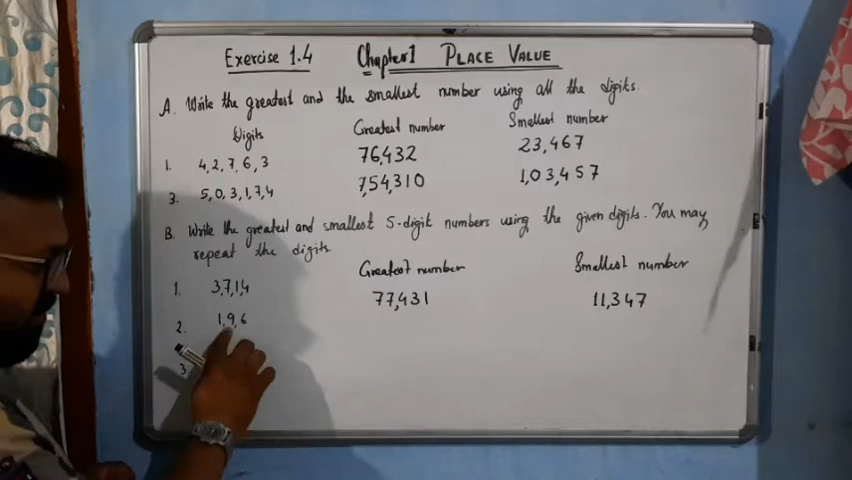 Exercise 1.4 Chapter 1 PLACE VALUE
A. Write the greatest and the smallest number using all the digits.
Digits Greatest number Smallest number
1. 4,2,7,6,3 76,432 23,467
3. 5,0,3,1,7,4 7,54,310 1,03,457
B. Write the greatest and smallest 5-digit numbers using the given digits. You may
repeat the digits
Greatest number Smallest number
1. 3,7,1,4 77,431 11,347
2. 1,9,6
3